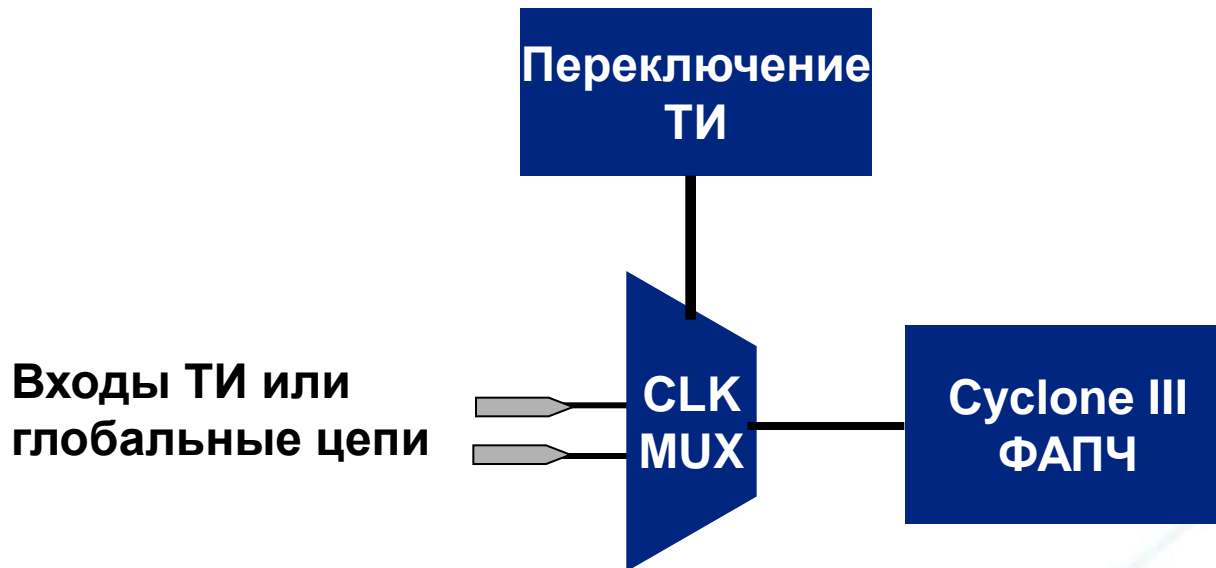 Переключение
ТИ
Входы ТИ или
глобальные цепи
CLK
MUX
Cyclone III
ФАПЧ